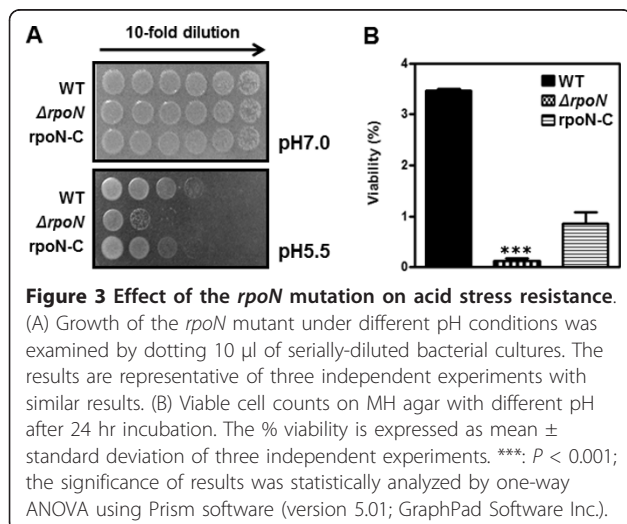 A
10-fold dilution
WT
ΔrpoN
rpoN-C
pH7.0
WT
ΔrpoN
rpoN-C
pH5.5
B
WT
ΔrpoN
rpoN-C
Viability (%)
4
3
2
1
0
***
Figure 3 Effect of the rpoN mutation on acid stress resistance.
(A) Growth of the rpoN mutant under different pH conditions was
examined by dotting 10 μl of serially-diluted bacterial cultures. The
results are representative of three independent experiments with
similar results. (B) Viable cell counts on MH agar with different pH
after 24 hr incubation. The % viability is expressed as mean ±
standard deviation of three independent experiments. ***: P < 0.001;
the significance of results was statistically analyzed by one-way
ANOVA using Prism software (version 5.01; GraphPad Software Inc.).